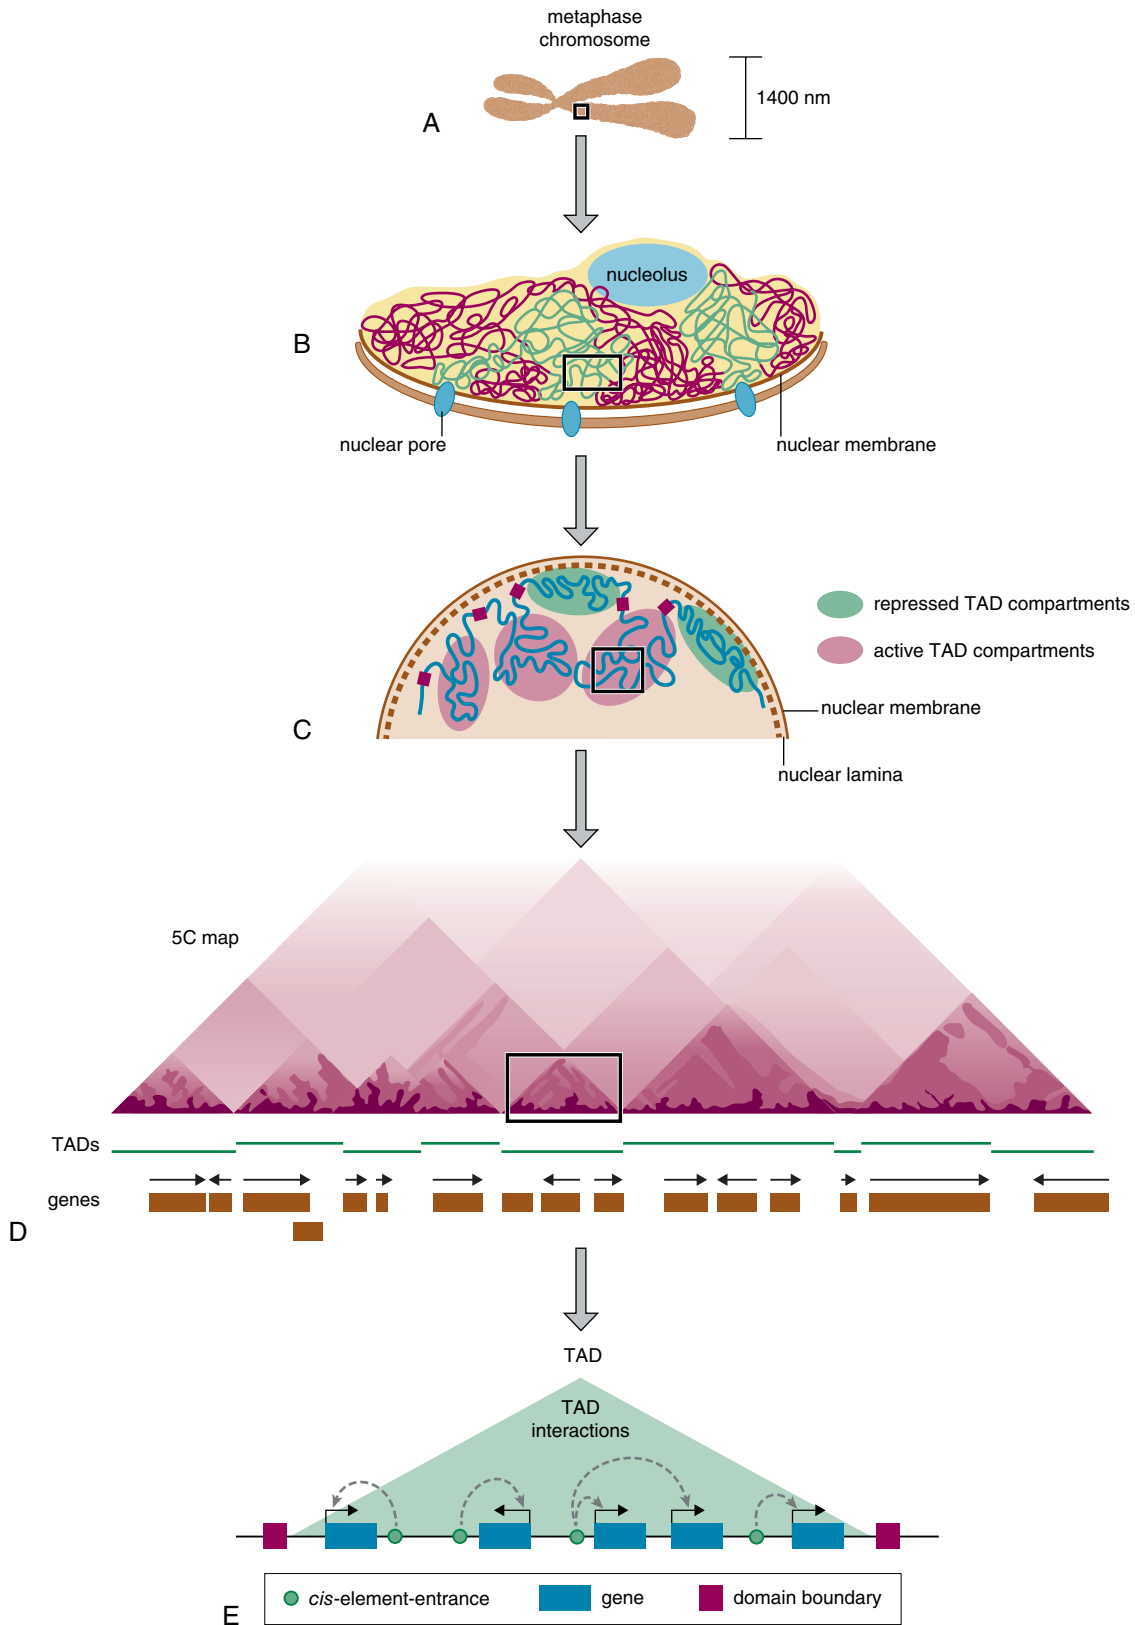 metaphase
chromosome
1400 nm
A
nucleolus
B
nuclear pore
nuclear membrane
repressed TAD compartments
active TAD compartments
nuclear membrane
C
nuclear lamina
5C map
TADs
genes
D
TAD
TAD
interactions
cis-element-entrance
gene
domain boundary
E